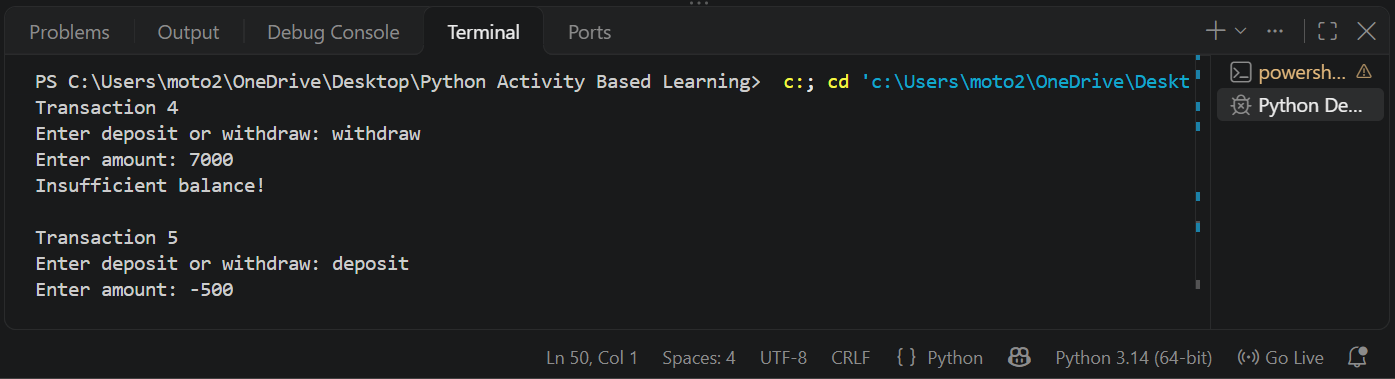 Problems Output Debug Console Terminal Ports
PS C:\Users\moto2\OneDrive\Desktop\Python Activity Based Learning>  c:; cd 'c:\Users\moto2\OneDrive\Deskt
Transaction 4
Enter deposit or withdraw: withdraw
Enter amount: 7000
Insufficient balance!
Transaction 5
Enter deposit or withdraw: deposit
Enter amount: -500
powersh...
Python De...
Ln 50, Col 1 Spaces: 4 UTF-8 CRLF {} Python Python 3.14 (64-bit) Go Live